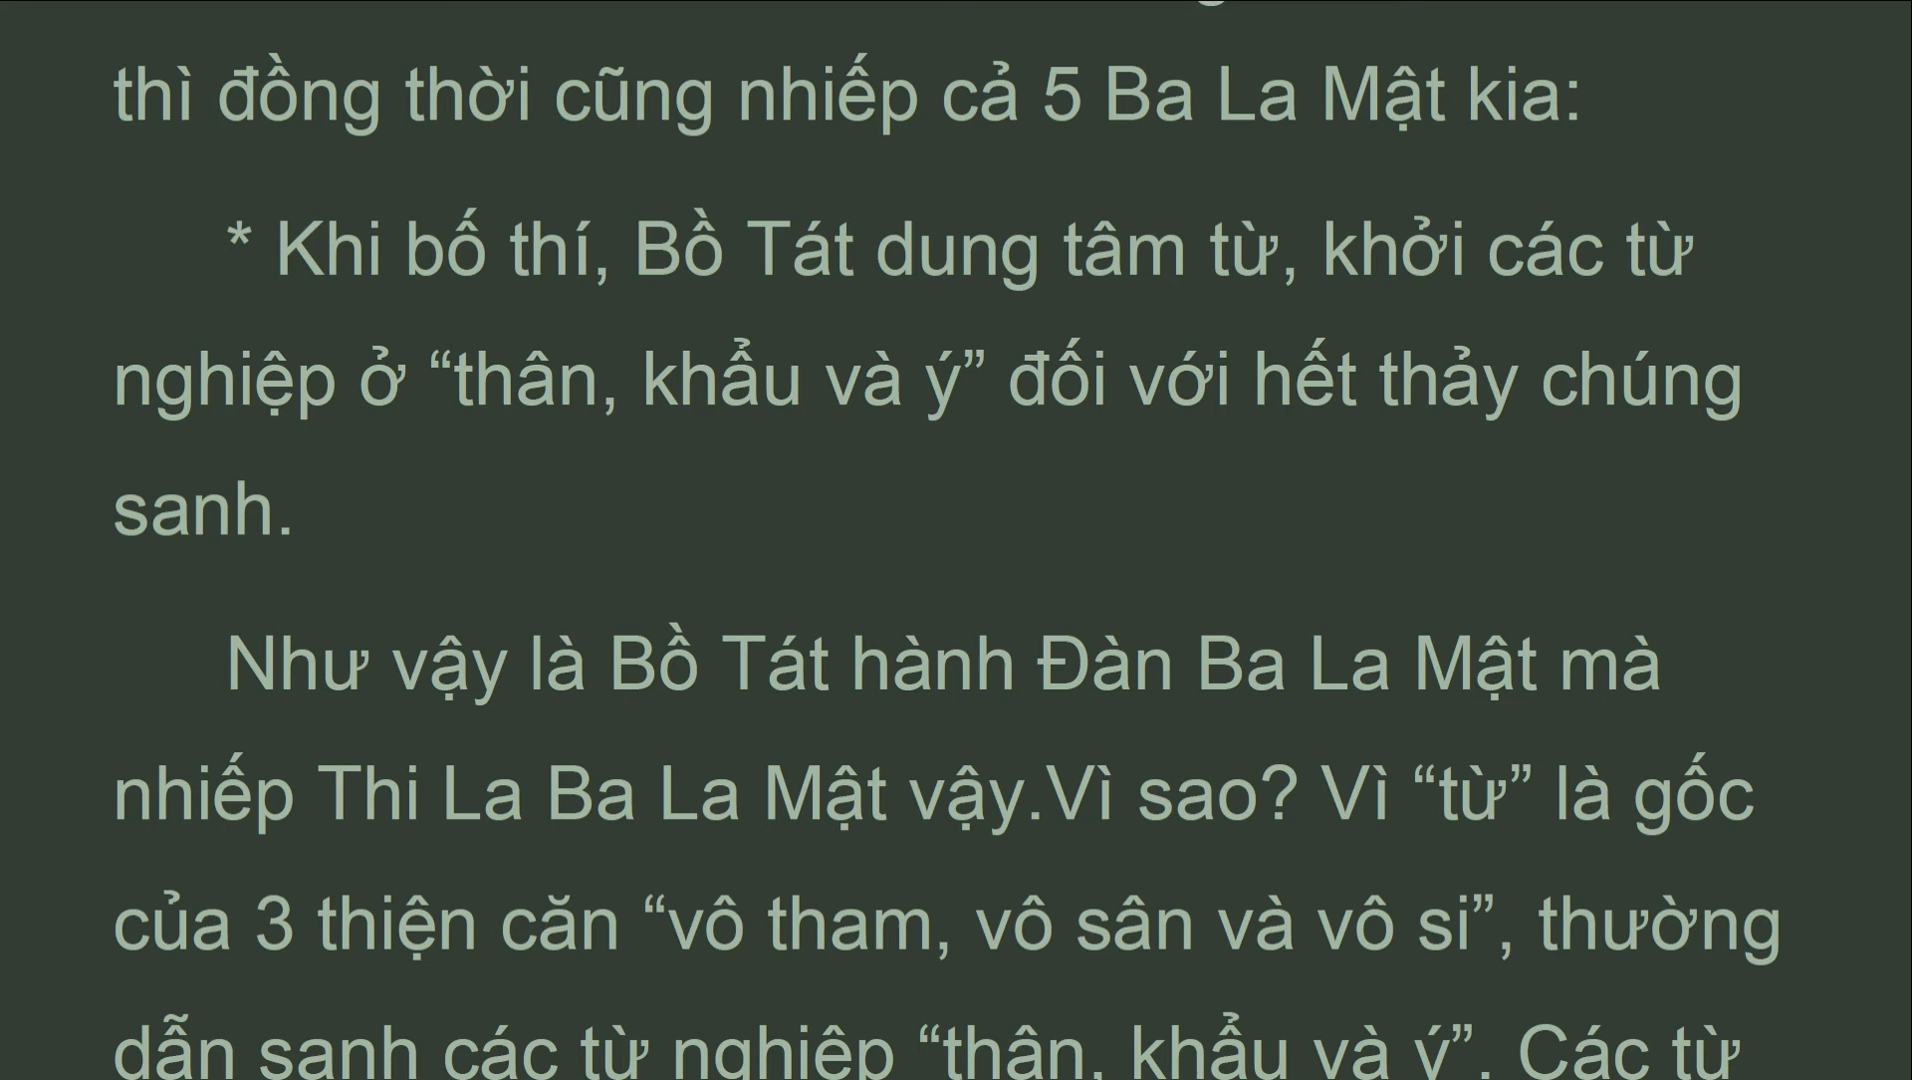 thì đồng thời cũng nhiếp cả 5 Ba La Mật kia:
* Khi bố thí, Bồ Tát dung tâm từ, khởi các từ
nghiệp ở “thân, khẩu và ý” đối với hết thảy chúng
sanh.
Như vậy là Bồ Tát hành Đàn Ba La Mật mà
nhiếp Thi La Ba La Mật vậy.Vì sao? Vì “từ” là gốc
của 3 thiện căn “vô tham, vô sân và vô si”, thường
dẫn sanh các từ nghiệp “thân, khẩu và ý”. Các từ